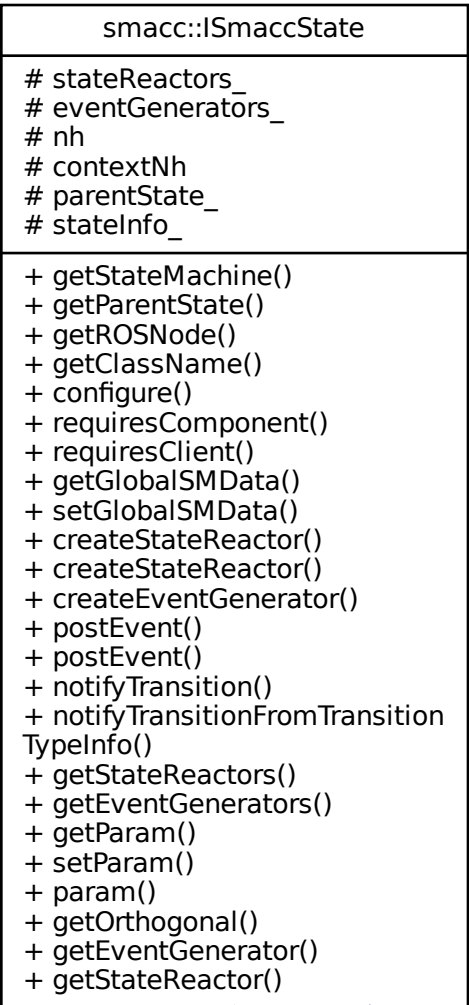 smacc::ISmaccState
# stateReactors_
# eventGenerators_
# nh
# contextNh
# parentState_
# stateInfo_
+ getStateMachine()
+ getParentState()
+ getROSNode()
+ getClassName()
+ configure()
+ requiresComponent()
+ requiresClient()
+ getGlobalSMData()
+ setGlobalSMData()
+ createStateReactor()
+ createStateReactor()
+ createEventGenerator()
+ postEvent()
+ postEvent()
+ notifyTransition()
+ notifyTransitionFromTransition
TypeInfo()
+ getStateReactors()
+ getEventGenerators()
+ getParam()
+ setParam()
+ param()
+ getOrthogonal()
+ getEventGenerator()
+ getStateReactor()